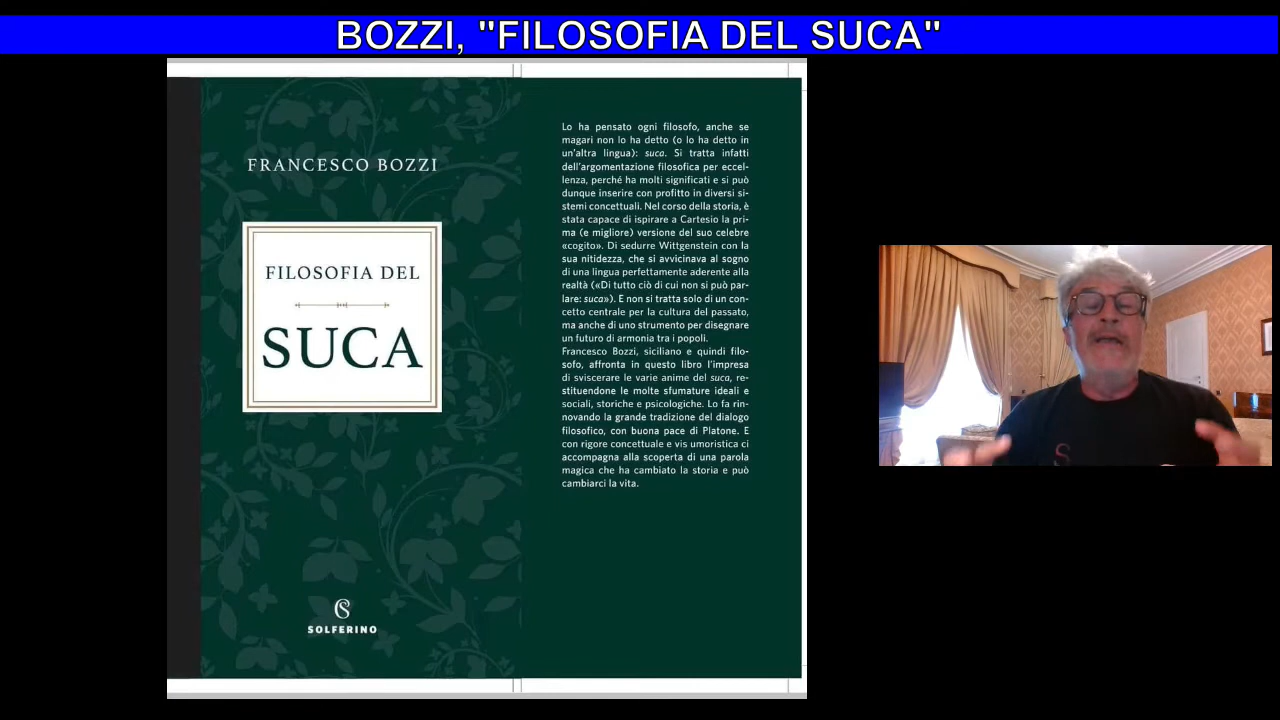 BOZZI, "FILOSOFIA DEL SUCA"
FRANCESCO BOZZI
FILOSOFIA DEL
SUCA
SOLFERINO
Lo ha pensato ogni filosofo, anche se
magari non lo ha detto (o lo ha detto in
un'altra lingua): suca. Si tratta infatti
dell'argomentazione filosofica per eccel-
lenza, perché ha molti significati e si può
dunque inserire con profitto in diversi si-
stemi concettuali. Nel corso della storia, è
stata capace di ispirare a Cartesio la pri-
ma (e migliore) versione del suo celebre
«cogito». Di sedurre Wittgenstein con la
sua nitidezza, che si avvicinava al sogno
di una lingua perfettamente aderente alla
realtà («Di tutto ciò di cui non si può par-
lare: suca»). E non si tratta solo di un con-
cetto centrale per la cultura del passato,
ma anche di uno strumento per disegnare
un futuro di armonia tra i popoli.
Francesco Bozzi, siciliano e quindi filo-
sofo, affronta in questo libro l'impresa
di sviscerare le varie anime del suca, re-
stituendone le molte sfumature ideali e
sociali, storiche e psicologiche. Lo fa rin-
novando la grande tradizione del dialogo
filosofico, con buona pace di Platone. E
con rigore concettuale e vis umoristica ci
accompagna alla scoperta di una parola
magica che ha cambiato la storia e può
cambiarci la vita.
S